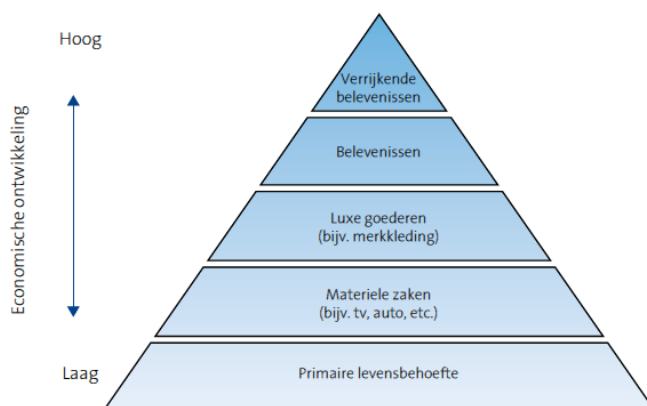 Hoog
Economische ontwikkeling
Laag
Verrijkende
belevenissen
Belevenissen
Luxe goederen
(bijv. merkkleding)
Materiele zaken
(bijv. tv, auto, etc.)
Primaire levensbehoefte